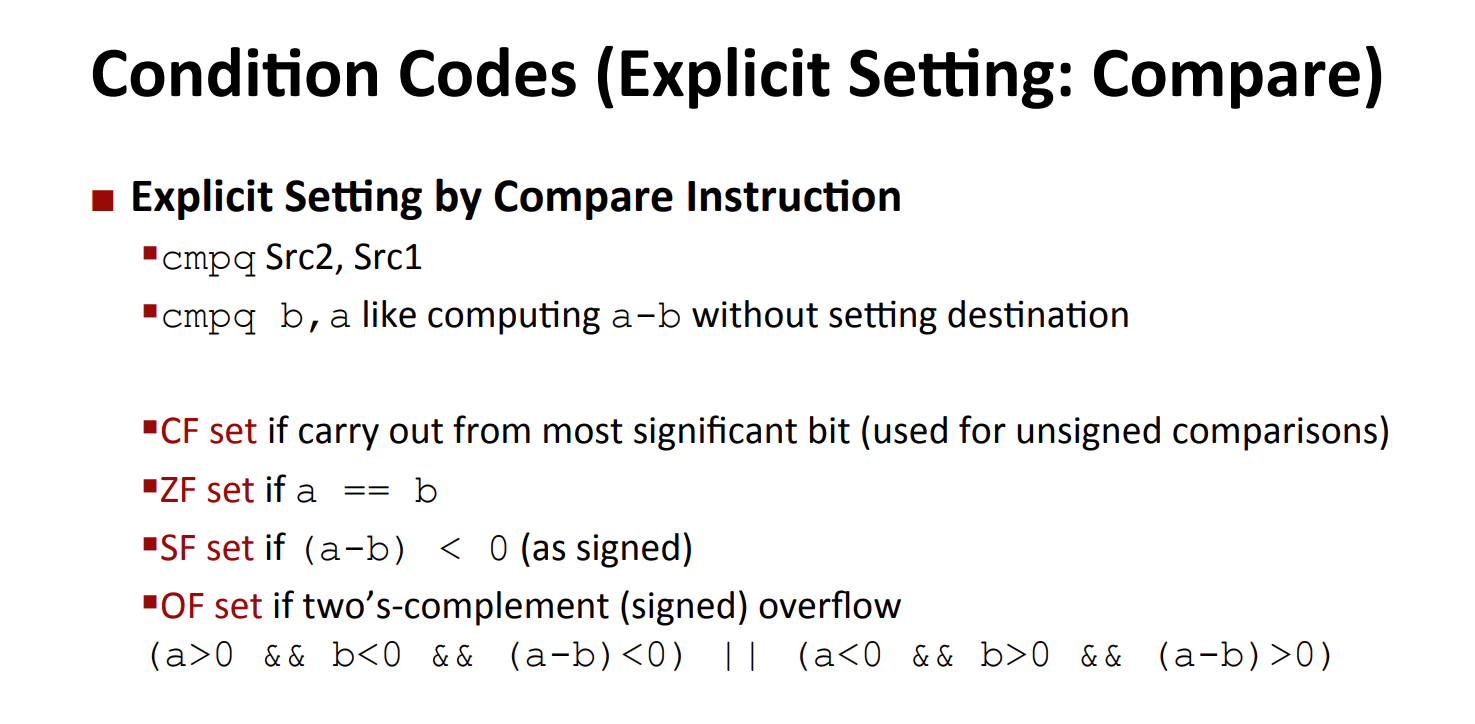 Condition Codes (Explicit Setting: Compare)
Explicit Setting by Compare Instruction
cmpq Src2, Src1
cmpq b,a like computing a-b without setting destination
CF set if carry out from most significant bit (used for unsigned comparisons)
ZF set if a == b
SF set if (a-b) < 0 (as signed)
OF set if two’s-complement (signed) overflow
(a>0 && b<0 && (a-b)<0) || (a<0 && b>0 && (a-b)>0)